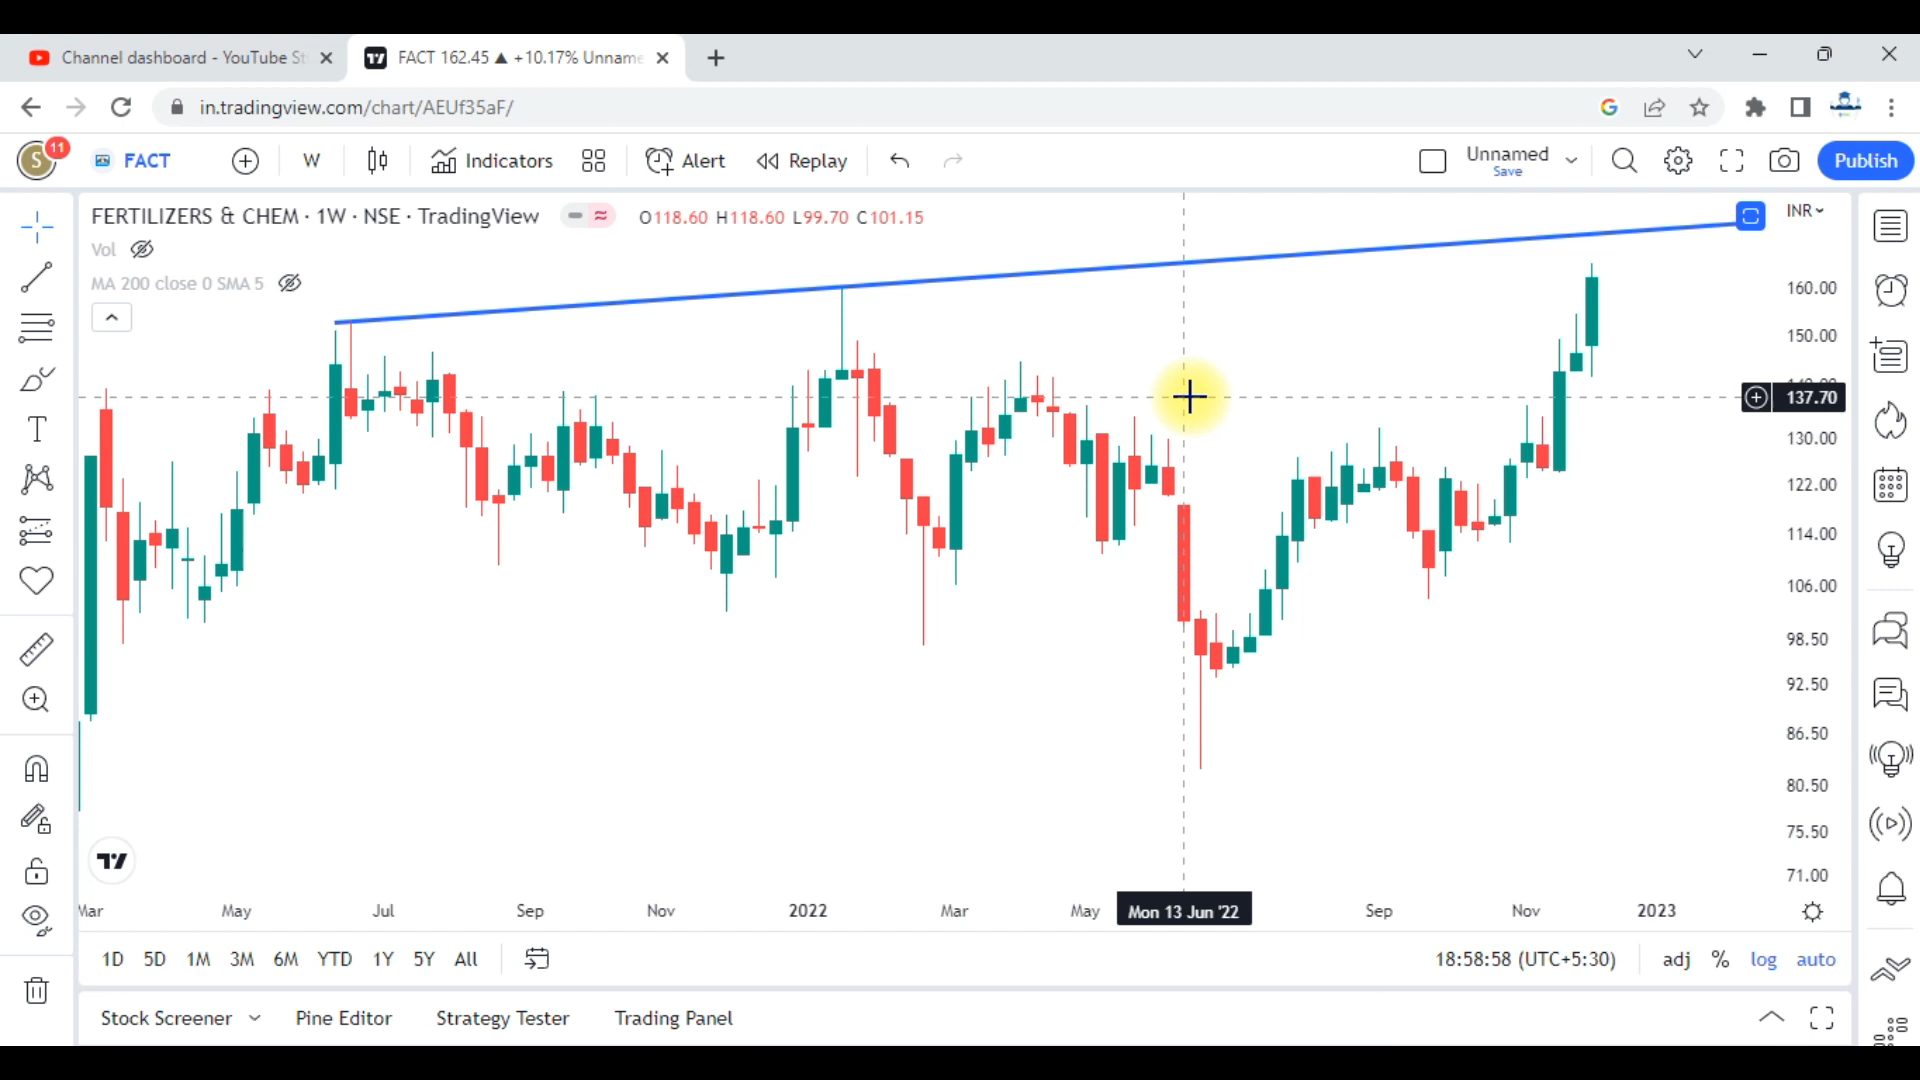 Channel dashboard - YouTube St
FACT 162.45 ▲ +10.17% Unname
in.tradingview.com/chart/AEUf35aF/
S 11 FACT W Indicators Alert Replay Unnamed Publish
Save
FERTILIZERS & CHEM · 1W · NSE · TradingView O118.60 H118.60 L99.70 C101.15
INR
Vol
MA 200 close 0 SMA 5
160.00
150.00
137.70
130.00
122.00
114.00
106.00
98.50
92.50
86.50
80.50
75.50
71.00
Mar May Jul Sep Nov 2022 Mar May Mon 13 Jun '22 Sep Nov 2023
1D 5D 1M 3M 6M YTD 1Y 5Y All 18:58:58 (UTC+5:30) adj % log auto
Stock Screener Pine Editor Strategy Tester Trading Panel